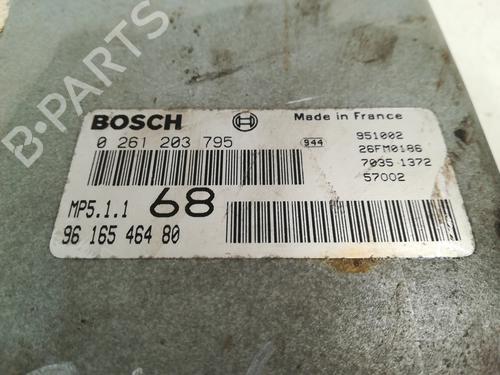 B-PARTS
BOSCH
Made in France
0 261 203 795
944
951002
26FM0186
7035 1372
57002
MP5.1.1
68
96 165 464 80